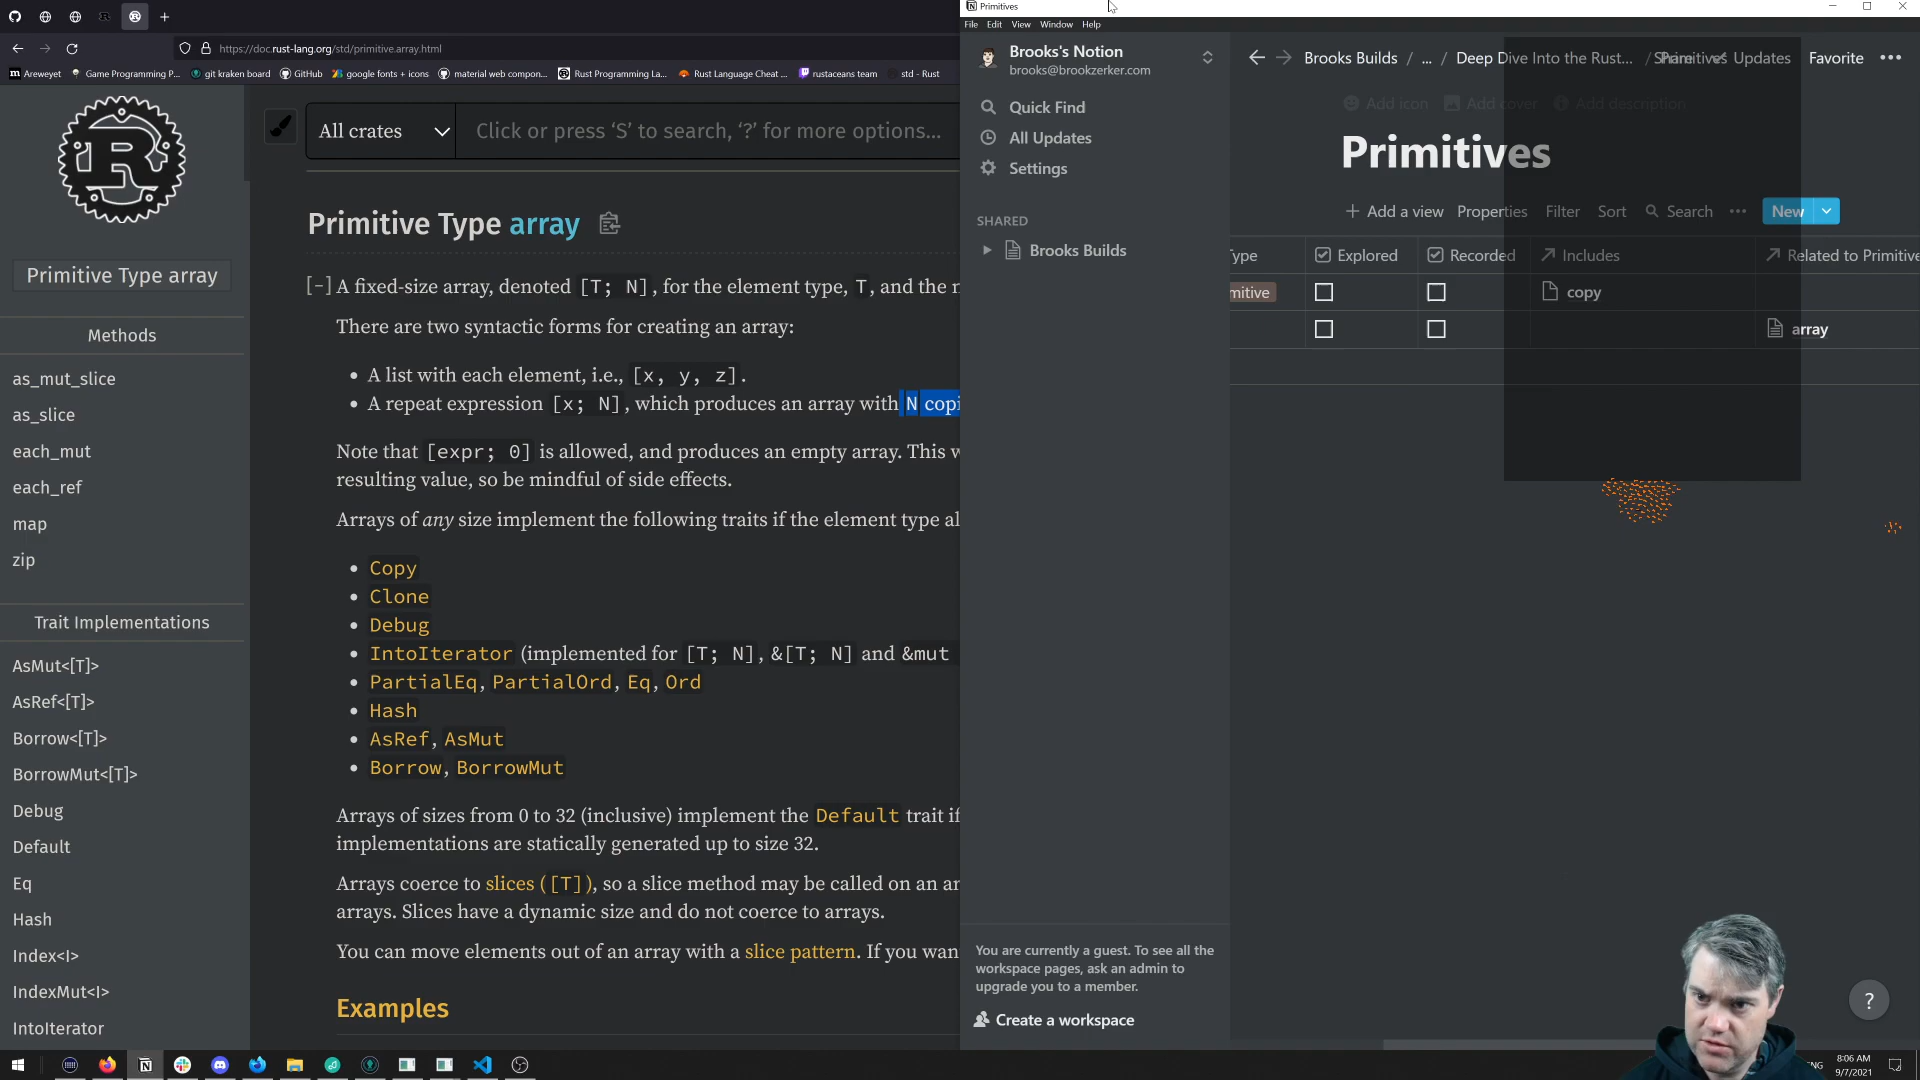 https://doc.rust-lang.org/std/primitive.array.html
Areweyet
Game Programming P...
git kraken board
GitHub
google fonts + icons
material web compon...
Rust Programming La...
Rust Language Cheat ...
rustaceans team
std - Rust
Primitive Type array
Methods
as_mut_slice
as_slice
each_mut
each_ref
map
zip
Trait Implementations
AsMut<[T]>
AsRef<[T]>
Borrow<[T]>
BorrowMut<[T]>
Debug
Default
Eq
Hash
Index<I>
IndexMut<I>
IntoIterator
All crates
Click or press ‘S’ to search, ‘?’ for more options...
Primitive Type array
[-] A fixed-size array, denoted [T; N], for the element type, T, and the
There are two syntactic forms for creating an array:
• A list with each element, i.e., [x, y, z].
• A repeat expression [x; N], which produces an array with N copi
Note that [expr; 0] is allowed, and produces an empty array. This w
resulting value, so be mindful of side effects.
Arrays of any size implement the following traits if the element type al
• Copy
• Clone
• Debug
• IntoIterator (implemented for [T; N], &[T; N] and &mut
• PartialEq, PartialOrd, Eq, Ord
• Hash
• AsRef, AsMut
• Borrow, BorrowMut
Arrays of sizes from 0 to 32 (inclusive) implement the Default trait if
implementations are statically generated up to size 32.
Arrays coerce to slices ([T]), so a slice method may be called on an ar
arrays. Slices have a dynamic size and do not coerce to arrays.
You can move elements out of an array with a slice pattern. If you wan
Examples
Primitives
File Edit View Window Help
Brooks's Notion
brooks@brookzerker.com
Quick Find
All Updates
Settings
SHARED
Brooks Builds
You are currently a guest. To see all the
workspace pages, ask an admin to
upgrade you to a member.
Create a workspace
Brooks Builds / ... / Deep Dive Into the Rust... / Primitives
Share Updates Favorite
Add icon Add cover Add description
Primitives
Add a view Properties Filter Sort Search ... New
ype Explored Recorded Includes Related to Primitive
mitive copy
array
?
NG
8:06 AM
9/7/2021